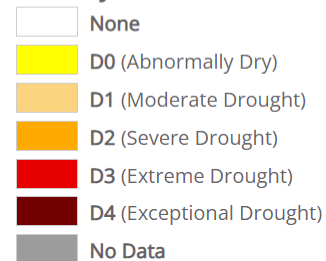 None
D0 (Abnormally Dry)
D1 (Moderate Drought)
D2 (Severe Drought)
D3 (Extreme Drought)
D4 (Exceptional Drought)
No Data